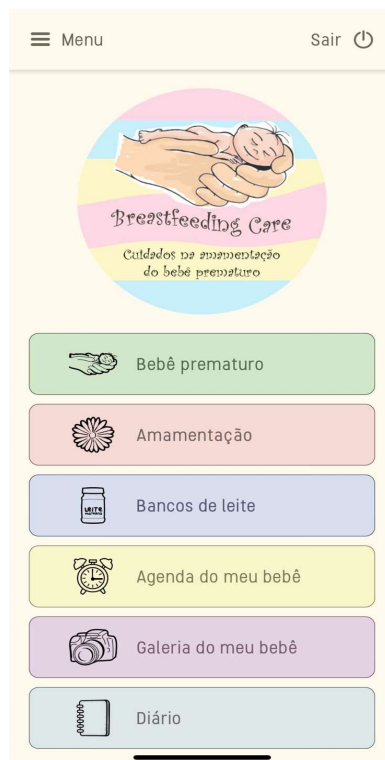 Menu
Sair
Breastfeeding Care
Cuidados na amamentação
do bebê prematuro
Bebê prematuro
Amamentação
LEITE
Bancos de leite
Agenda do meu bebê
Galeria do meu bebê
Diário